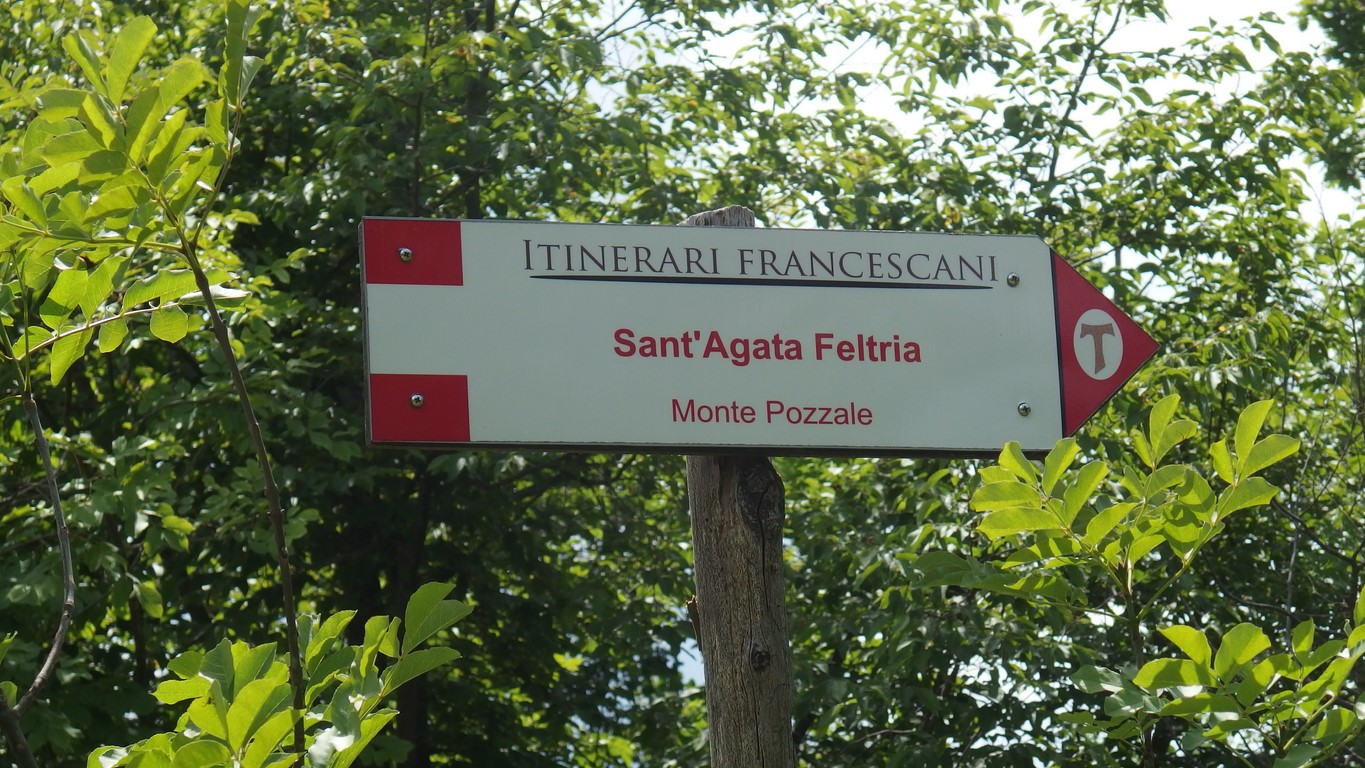 ITINERARI FRANCESCANI
Sant'Agata Feltria
Monte Pozzale
T